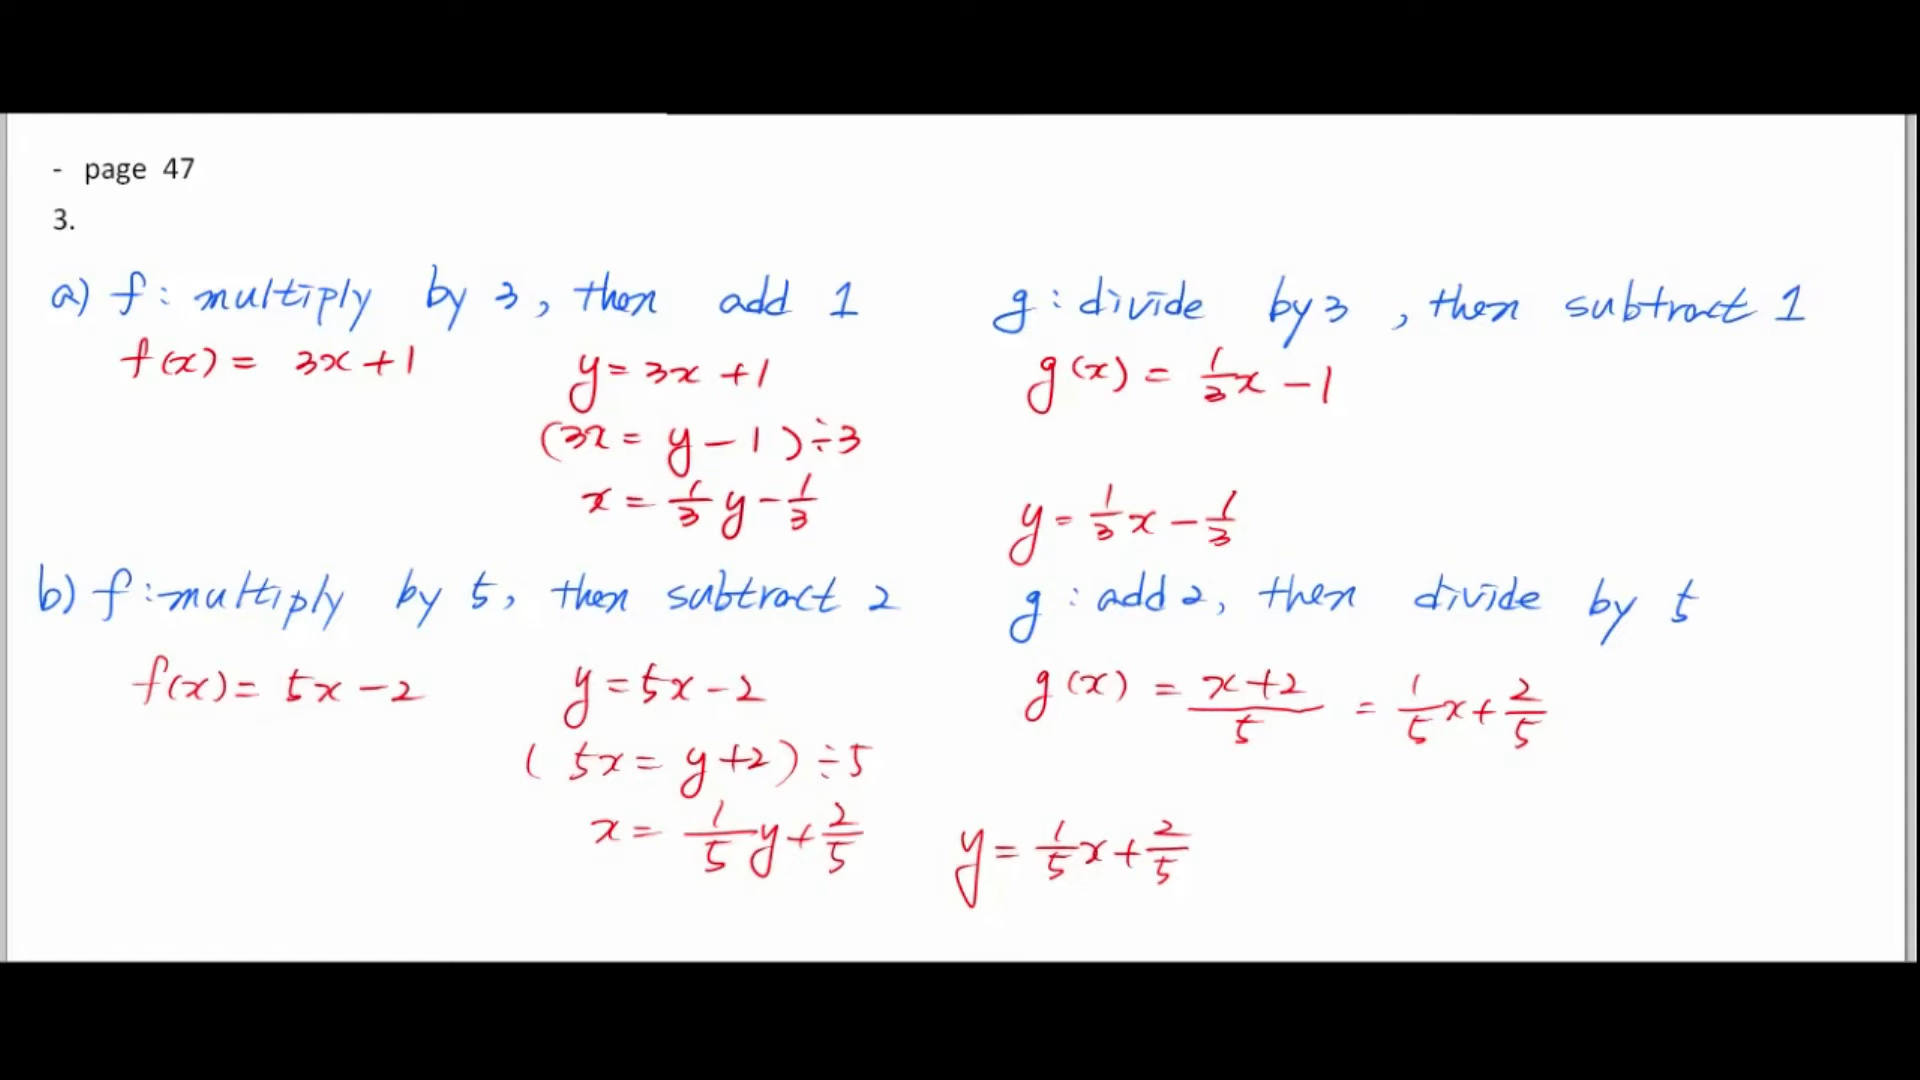 - page 47
3.
a) f: multiply by 3, then add 1
f(x) = 3x+1
y = 3x+1
(3x = y-1)÷3
x = 1/3 y - 1/3
g: divide by 3, then subtract 1
g(x) = 1/3 x - 1
y = 1/3 x - 1/3
b) f: multiply by 5, then subtract 2
f(x) = 5x-2
y = 5x-2
(5x = y+2)÷5
x = 1/5 y + 2/5
g: add 2, then divide by 5
g(x) = (x+2)/5 = 1/5 x + 2/5
y = 1/5 x + 2/5